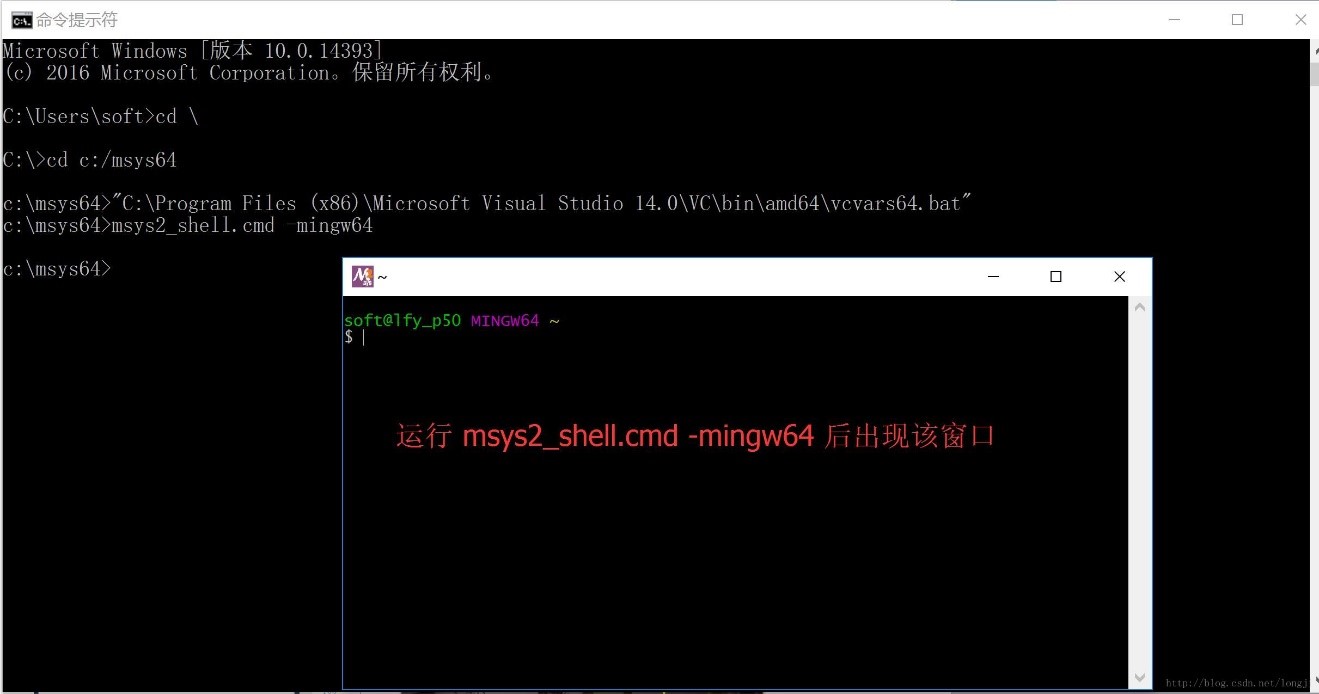 命令提示符
Microsoft Windows [版本 10.0.14393]
(c) 2016 Microsoft Corporation。保留所有权利。
C:\Users\soft>cd \
C:\>cd c:/msys64
c:\msys64>"C:\Program Files (x86)\Microsoft Visual Studio 14.0\VC\bin\amd64\vcvars64.bat"
c:\msys64>msys2_shell.cmd -mingw64
c:\msys64>
~
soft@lfy_p50 MINGW64 ~
$
运行 msys2_shell.cmd -mingw64 后出现该窗口
http://blog.csdn.net/longj